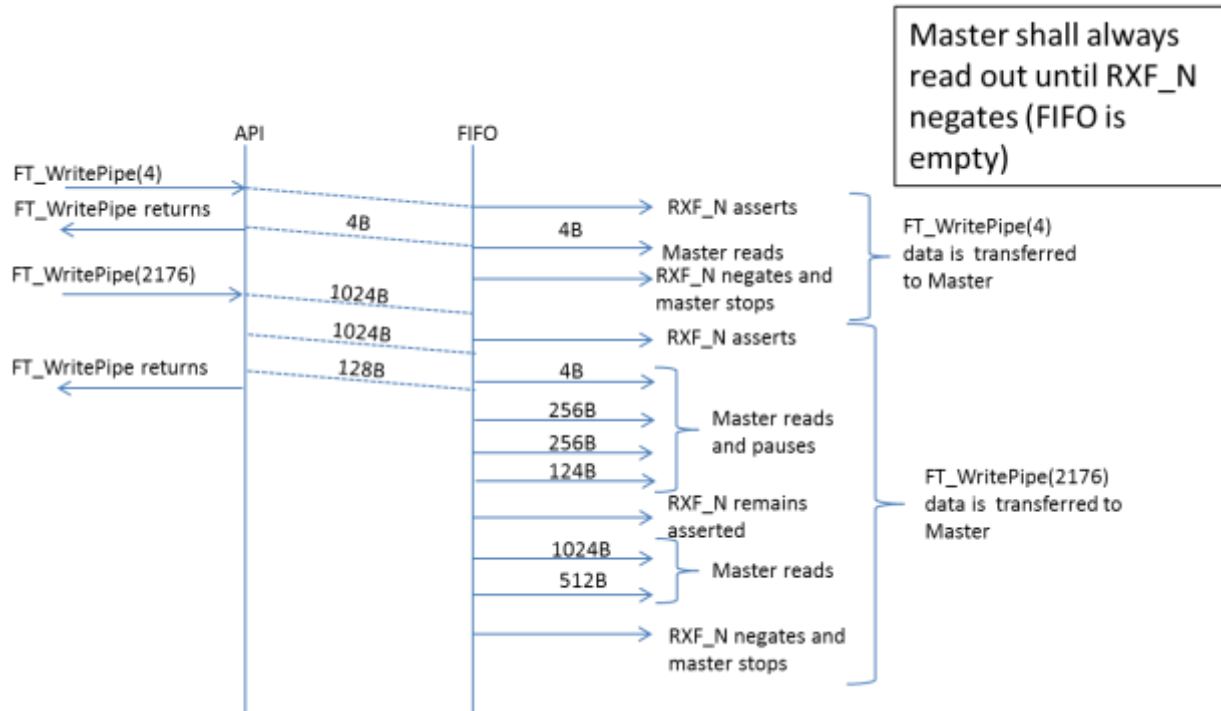 Master shall always
read out until RXF_N
negates (FIFO is
empty)
API
FIFO
FT_WritePipe(4)
RXF_N asserts
FT_WritePipe returns
4B
4B
Master reads
FT_WritePipe(4)
data is transferred
to Master
FT_WritePipe(2176)
1024B
RXF_N negates and
master stops
1024B
RXF_N asserts
FT_WritePipe returns
128B
4B
256B
256B
124B
Master reads
and pauses
FT_WritePipe(2176)
data is transferred to
Master
RXF_N remains
asserted
1024B
512B
Master reads
RXF_N negates and
master stops